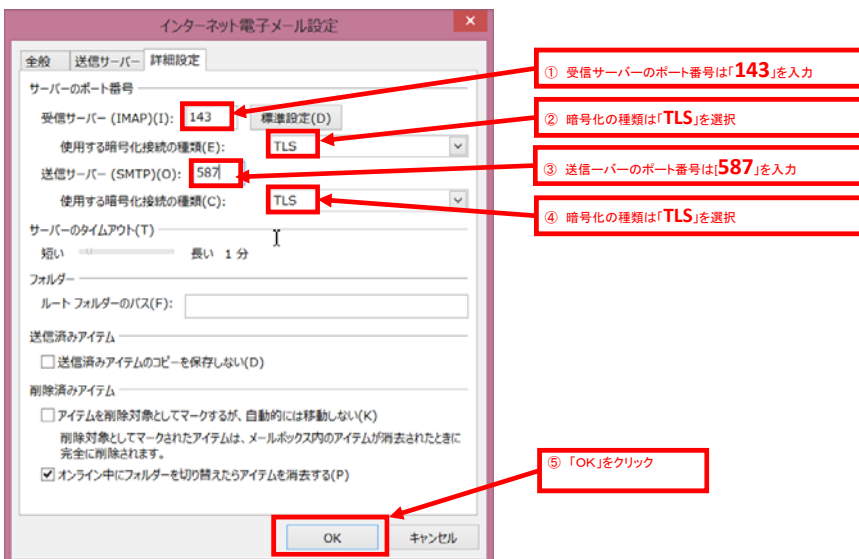 インターネット電子メール設定
全般 送信サーバー 詳細設定
サーバーのポート番号
受信サーバー (IMAP)(I): 143 標準設定(D)
使用する暗号化接続の種類(E): TLS
送信サーバー (SMTP)(O): 587
使用する暗号化接続の種類(C): TLS
サーバーのタイムアウト(T)
短い 長い 1 分
フォルダー
ルート フォルダーのパス(F):
送信済みアイテム
送信済みアイテムのコピーを保存しない(D)
削除済みアイテム
アイテムを削除対象としてマークするが、自動的には移動しない(K)
削除対象としてマークされたアイテムは、メールボックス内のアイテムが消去されたときに
完全に削除されます。
オンライン中にフォルダーを切り替えたらアイテムを消去する(P)
OK キャンセル
① 受信サーバーのポート番号は「143」を入力
② 暗号化の種類は「TLS」を選択
③ 送信ーバーのポート番号は[587」を入力
④ 暗号化の種類は「TLS」を選択
⑤ 「OK」をクリック